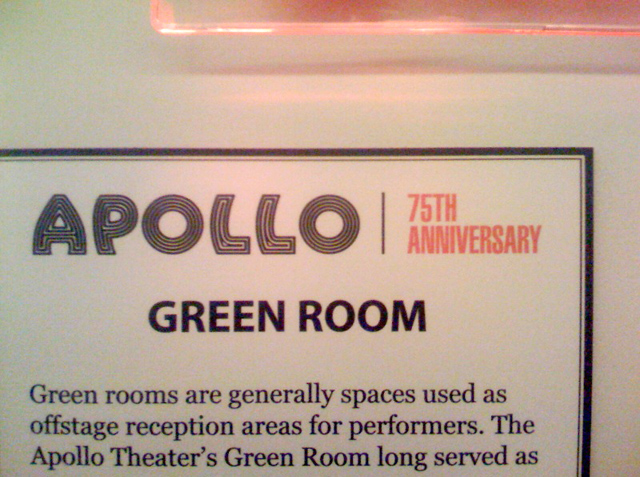 APOLLO | 75TH
ANNIVERSARY
GREEN ROOM
Green rooms are generally spaces used as
offstage reception areas for performers. The
Apollo Theater's Green Room long served as